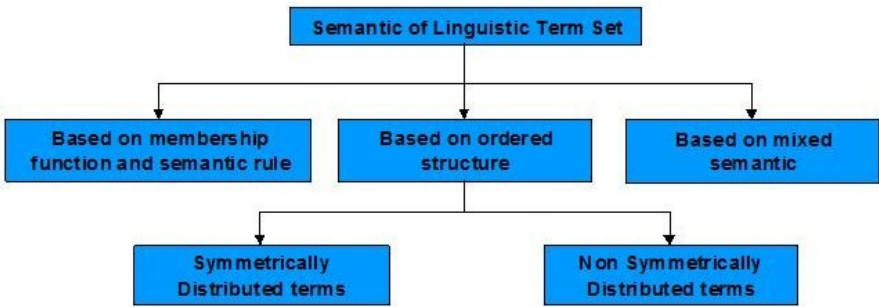 Semantic of Linguistic Term Set
Based on membership
function and semantic rule
Based on ordered
structure
Based on mixed
semantic
Symmetrically
Distributed terms
Non Symmetrically
Distributed terms